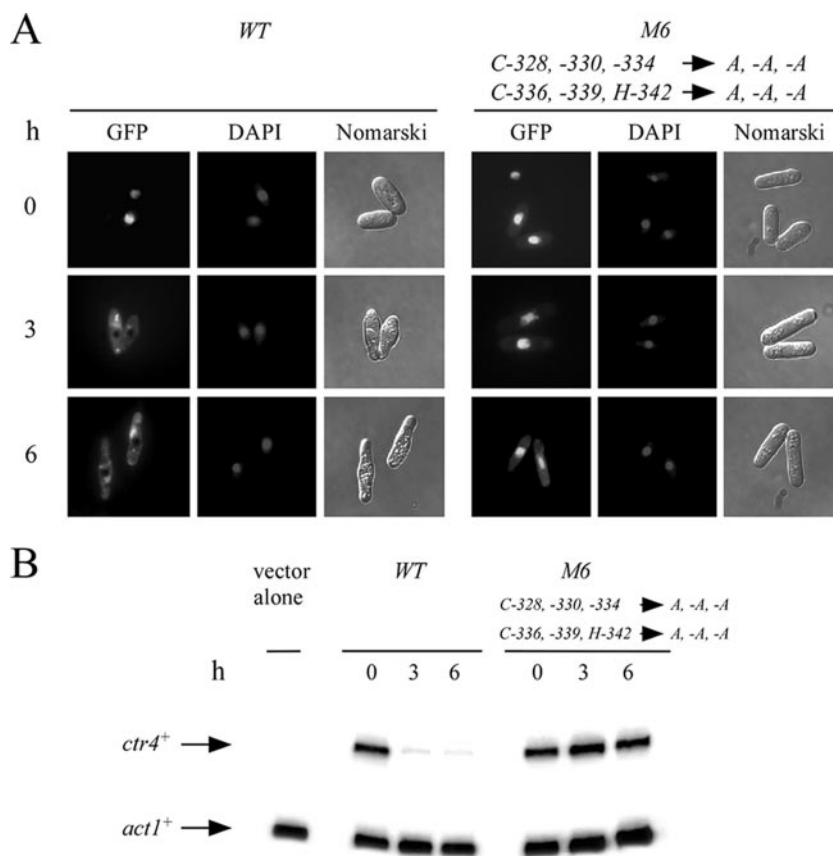 A
WT
M6
C-328, -330, -334 A, -A, -A
C-336, -339, H-342 A, -A, -A
h GFP DAPI Nomarski GFP DAPI Nomarski
0
3
6
B
vector alone
WT
M6
C-328, -330, -334 A, -A, -A
C-336, -339, H-342 A, -A, -A
h 0 3 6 0 3 6
ctr4+
act1+